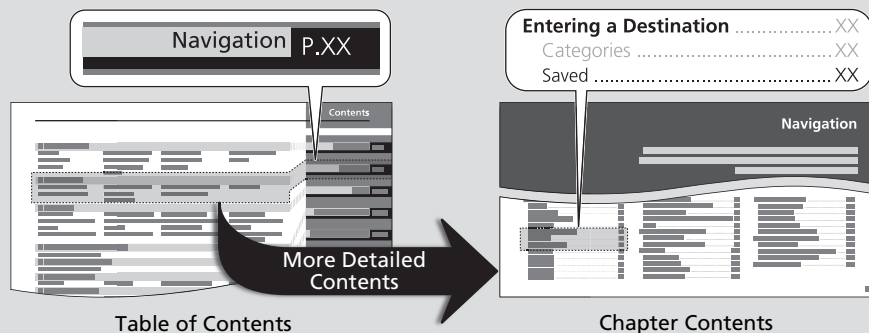 Navigation P.XX
Contents
More Detailed
Contents
Table of Contents
Entering a Destination .................. XX
Categories ................................... XX
Saved ........................................... XX
Navigation
Chapter Contents